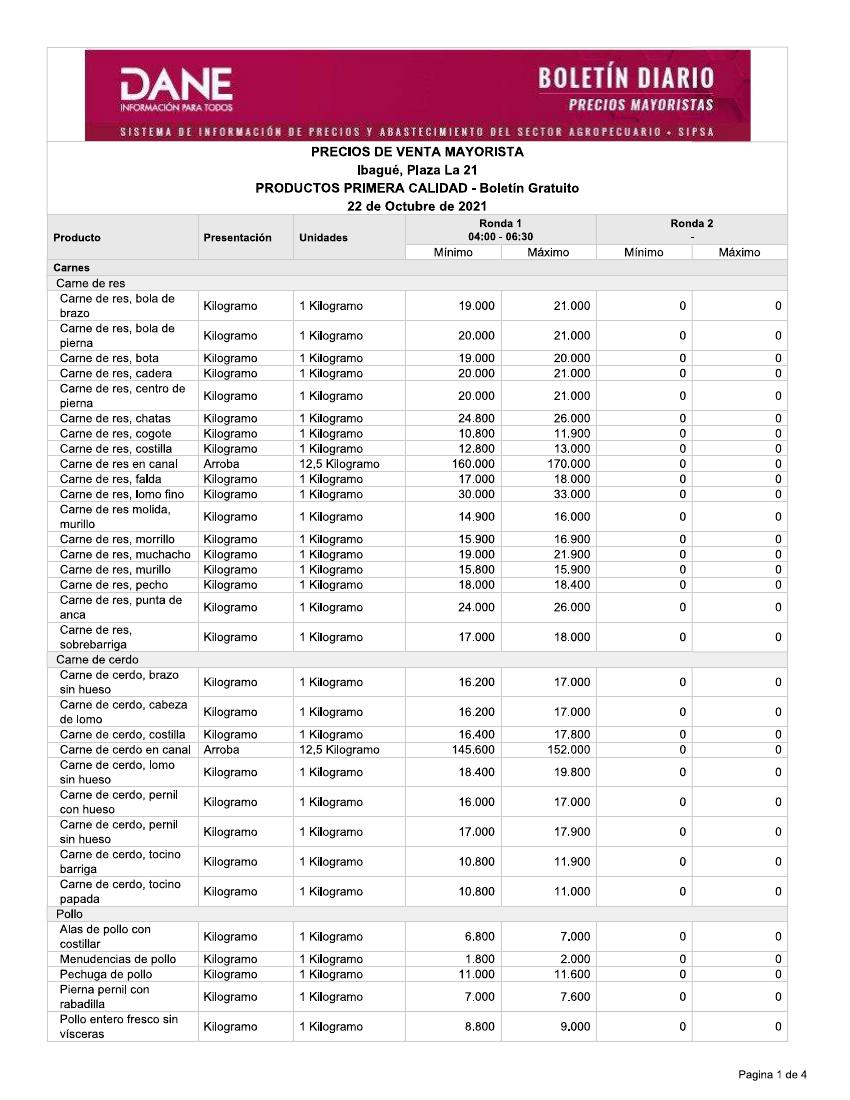 DANE
INFORMACIÓN PARA TODOS
BOLETÍN DIARIO
PRECIOS MAYORISTAS
SISTEMA DE INFORMACIÓN DE PRECIOS Y ABASTECIMIENTO DEL SECTOR AGROPECUARIO • SIPSA
PRECIOS DE VENTA MAYORISTA
Ibagué, Plaza La 21
PRODUCTOS PRIMERA CALIDAD - Boletín Gratuito
22 de Octubre de 2021
Producto Presentación Unidades Ronda 1 04:00 - 06:30 Ronda 2 -
Mínimo Máximo Mínimo Máximo
Carnes
Carne de res
Carne de res, bola de
brazo Kilogramo 1 Kilogramo 19.000 21.000 0 0
Carne de res, bola de
pierna Kilogramo 1 Kilogramo 20.000 21.000 0 0
Carne de res, bota Kilogramo 1 Kilogramo 19.000 20.000 0 0
Carne de res, cadera Kilogramo 1 Kilogramo 20.000 21.000 0 0
Carne de res, centro de
pierna Kilogramo 1 Kilogramo 20.000 21.000 0 0
Carne de res, chatas Kilogramo 1 Kilogramo 24.800 26.000 0 0
Carne de res, cogote Kilogramo 1 Kilogramo 10.800 11.900 0 0
Carne de res, costilla Kilogramo 1 Kilogramo 12.800 13.000 0 0
Carne de res en canal Arroba 12,5 Kilogramo 160.000 170.000 0 0
Carne de res, falda Kilogramo 1 Kilogramo 17.000 18.000 0 0
Carne de res, lomo fino Kilogramo 1 Kilogramo 30.000 33.000 0 0
Carne de res molida,
murillo Kilogramo 1 Kilogramo 14.900 16.000 0 0
Carne de res, morrillo Kilogramo 1 Kilogramo 15.900 16.900 0 0
Carne de res, muchacho Kilogramo 1 Kilogramo 19.000 21.900 0 0
Carne de res, murillo Kilogramo 1 Kilogramo 15.800 15.900 0 0
Carne de res, pecho Kilogramo 1 Kilogramo 18.000 18.400 0 0
Carne de res, punta de
anca Kilogramo 1 Kilogramo 24.000 26.000 0 0
Carne de res,
sobrebarriga Kilogramo 1 Kilogramo 17.000 18.000 0 0
Carne de cerdo
Carne de cerdo, brazo
sin hueso Kilogramo 1 Kilogramo 16.200 17.000 0 0
Carne de cerdo, cabeza
de lomo Kilogramo 1 Kilogramo 16.200 17.000 0 0
Carne de cerdo, costilla Kilogramo 1 Kilogramo 16.400 17.800 0 0
Carne de cerdo en canal Arroba 12,5 Kilogramo 145.600 152.000 0 0
Carne de cerdo, lomo
sin hueso Kilogramo 1 Kilogramo 18.400 19.800 0 0
Carne de cerdo, pernil
con hueso Kilogramo 1 Kilogramo 16.000 17.000 0 0
Carne de cerdo, pernil
sin hueso Kilogramo 1 Kilogramo 17.000 17.900 0 0
Carne de cerdo, tocino
barriga Kilogramo 1 Kilogramo 10.800 11.900 0 0
Carne de cerdo, tocino
papada Kilogramo 1 Kilogramo 10.800 11.000 0 0
Pollo
Alas de pollo con
costillar Kilogramo 1 Kilogramo 6.800 7.000 0 0
Menudencias de pollo Kilogramo 1 Kilogramo 1.800 2.000 0 0
Pechuga de pollo Kilogramo 1 Kilogramo 11.000 11.600 0 0
Pierna pernil con
rabadilla Kilogramo 1 Kilogramo 7.000 7.600 0 0
Pollo entero fresco sin
vísceras Kilogramo 1 Kilogramo 8.800 9.000 0 0
Pagina 1 de 4